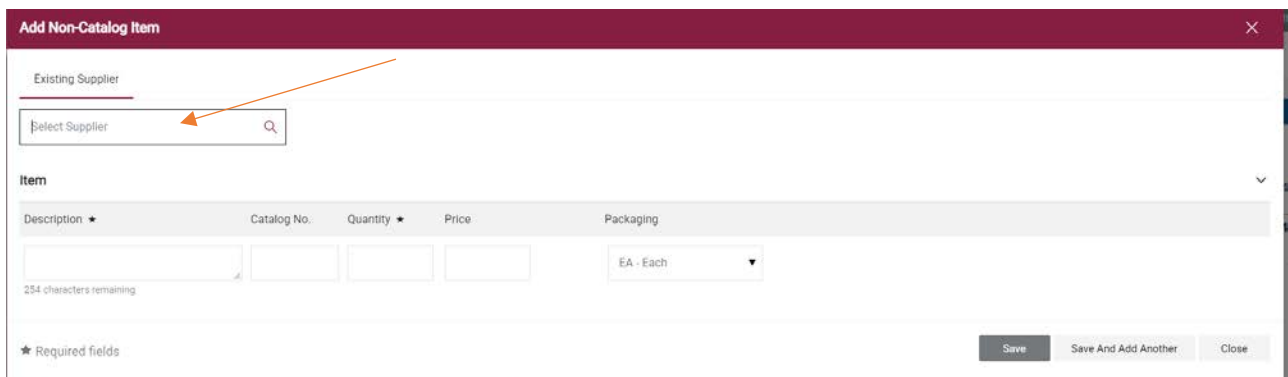 Add Non-Catalog Item
Existing Supplier
Select Supplier
Item
Description ★ Catalog No. Quantity ★ Price Packaging
EA - Each
254 characters remaining
★ Required fields Save Save And Add Another Close